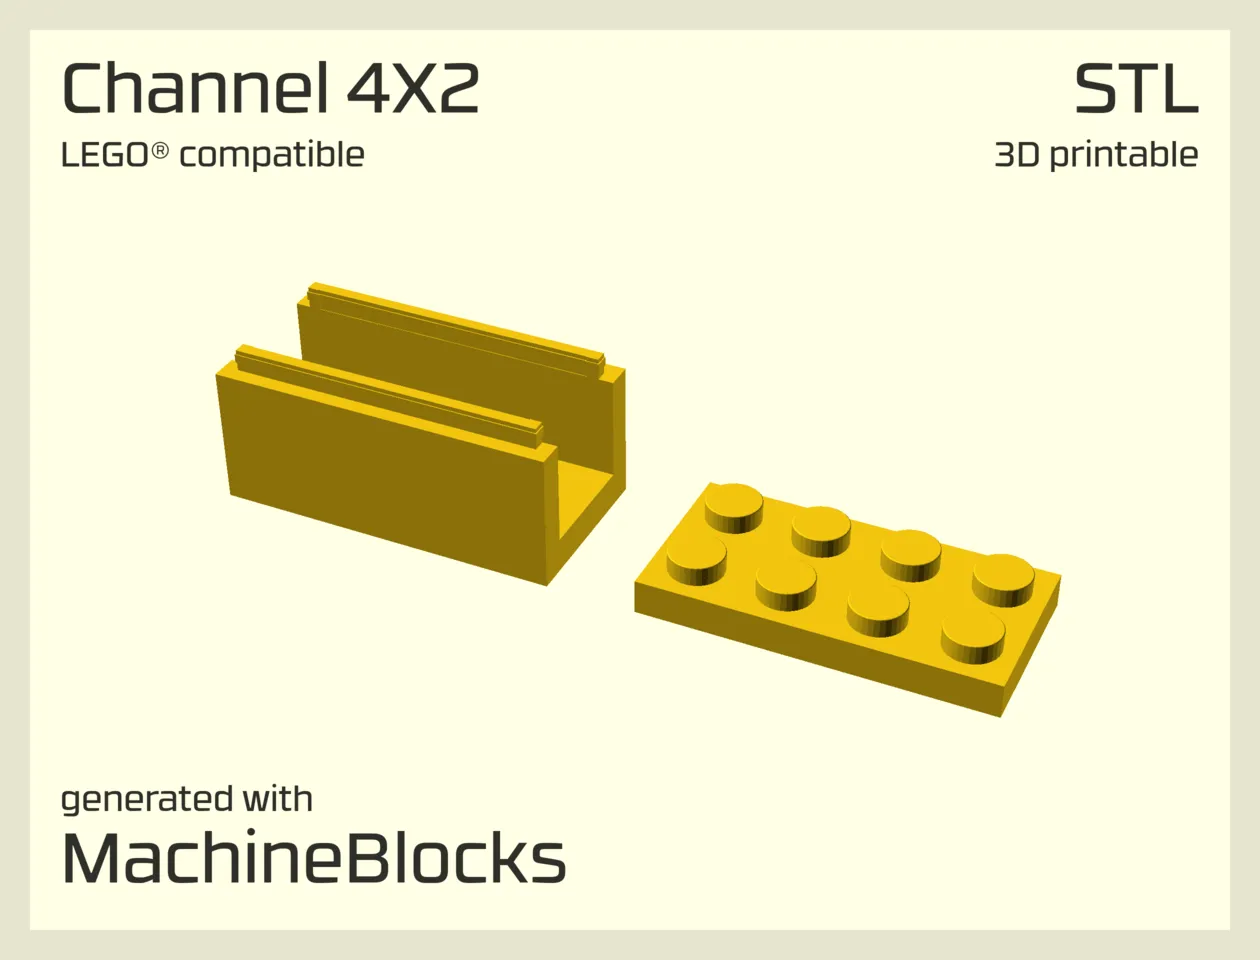 Channel 4X2
LEGO® compatible
STL
3D printable
generated with
MachineBlocks